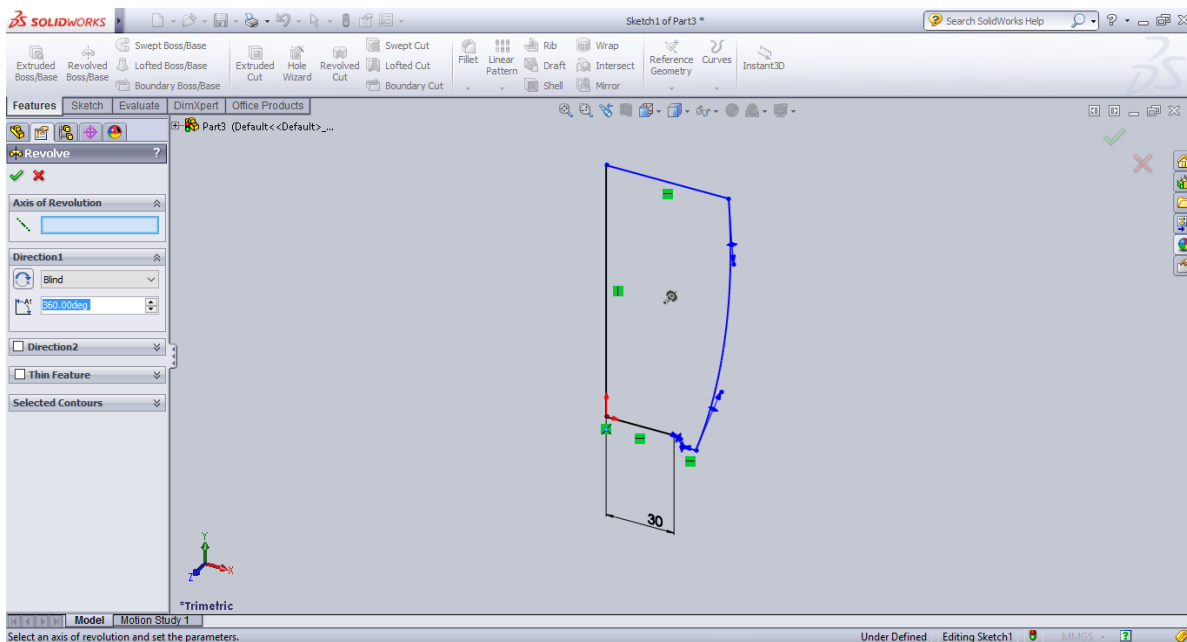 SOLIDWORKS
Sketch1 of Part3 *
Search SolidWorks Help
?
Extruded Boss/Base
Revolved Boss/Base
Swept Boss/Base
Lofted Boss/Base
Boundary Boss/Base
Extruded Cut
Hole Wizard
Revolved Cut
Swept Cut
Lofted Cut
Boundary Cut
Fillet
Linear Pattern
Rib
Draft
Shell
Wrap
Intersect
Mirror
Reference Geometry
Curves
Instant3D
Features Sketch Evaluate DimXpert Office Products
Part3 (Default<<Default>_...
Revolve ?
Axis of Revolution
Direction1
Blind
A1
360.00deg
Direction2
Thin Feature
Selected Contours
30
Y
X
Z
*Trimetric
Model Motion Study 1
Select an axis of revolution and set the parameters.
Under Defined Editing Sketch1 MMGS - ?